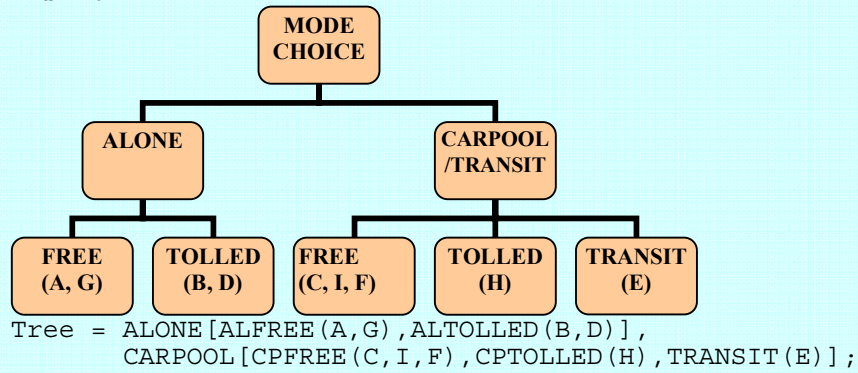 MODE
CHOICE
ALONE
CARPOOL
/TRANSIT
FREE
(A, G)
TOLLED
(B, D)
FREE
(C, I, F)
TOLLED
(H)
TRANSIT
(E)
Tree = ALONE[ALFREE(A,G),ALTOLLED(B,D)],
CARPOOL[CPFREE(C,I,F),CPTOLLED(H),TRANSIT(E)];